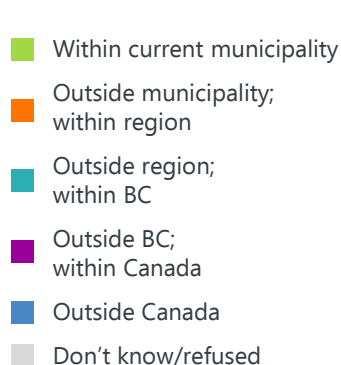 Within current municipality
Outside municipality;
within region
Outside region;
within BC
Outside BC;
within Canada
Outside Canada
Don’t know/refused